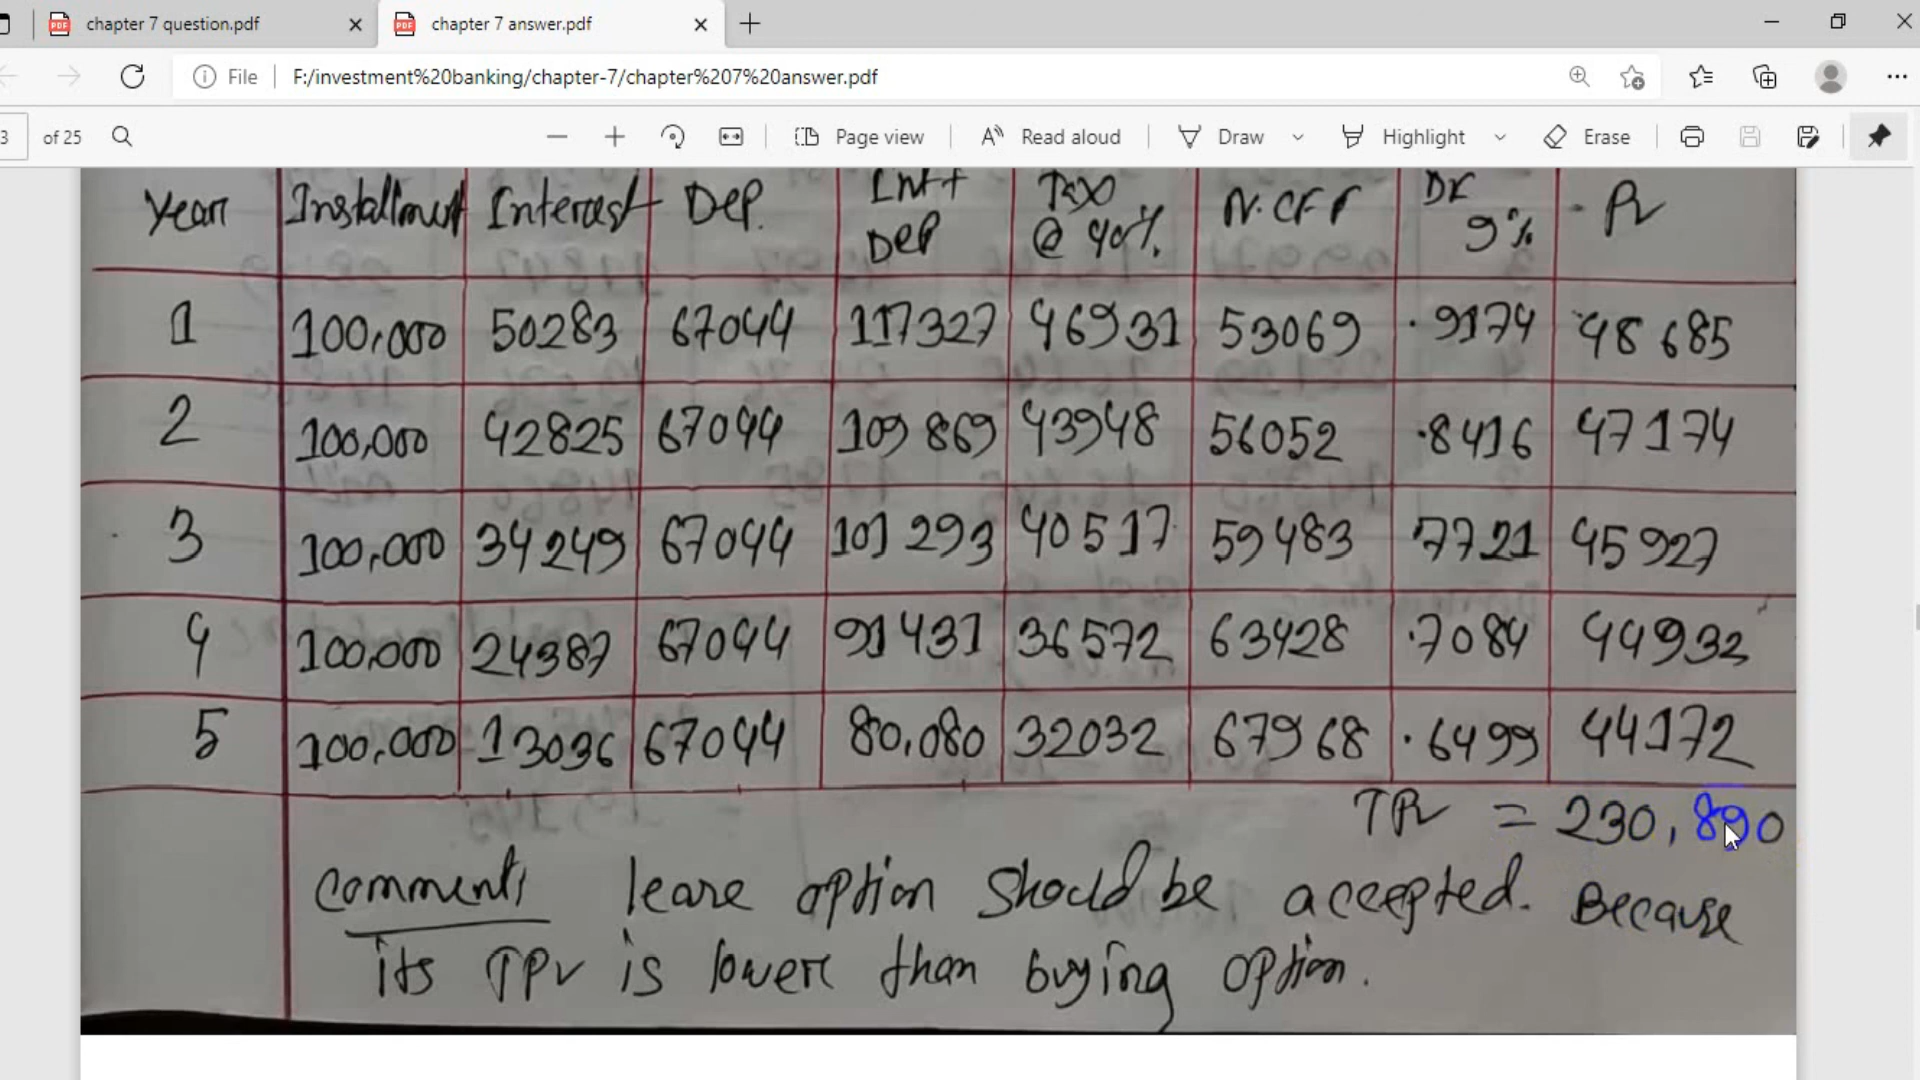 chapter 7 question.pdf
chapter 7 answer.pdf
File F:/investment%20banking/chapter-7/chapter%207%20answer.pdf
3 of 25 Page view Read aloud Draw Highlight Erase
Year Installment Interest Dep. Int+ Dep Tax @ 40%. N.CFF DF 9% Pv
1 100,000 50283 67044 117327 46931 53069 .9174 48685
2 100,000 42825 67044 109869 43948 56052 .8416 47174
3 100,000 34249 67044 101293 40517 59483 .7721 45927
4 100,000 24387 67044 91431 36572 63428 .7084 44932
5 100,000 13036 67044 80,080 32032 67968 .6499 44172
TPv = 230,890
comments lease option should be accepted. Because
its TPv is lower than buying option.